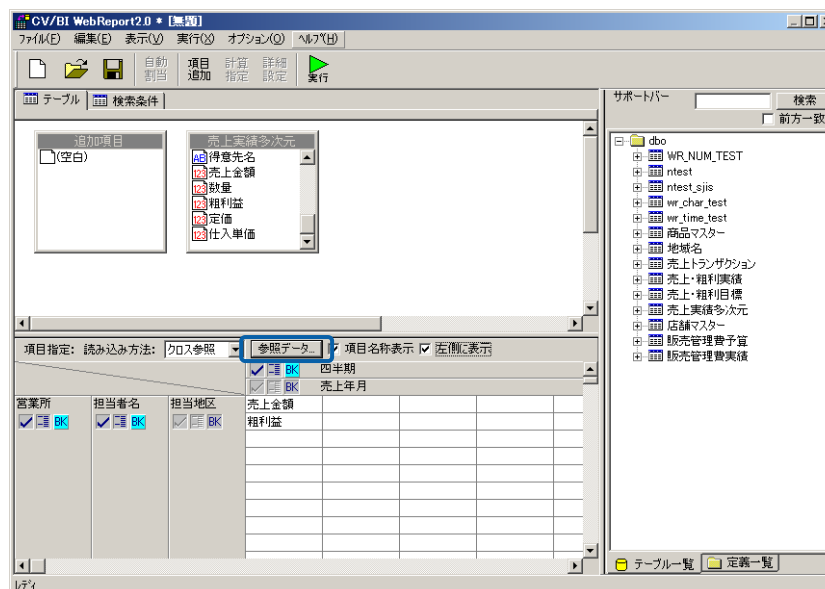 CV/BI WebReport2.0 * [無題]
ファイル(F) 編集(E) 表示(V) 実行(X) オプション(O) ヘルプ(H)
自動割当 項目追加 計算指定 詳細設定 実行
テーブル 検索条件
追加項目
(空白)
売上実績多次元
AB 得意先名
123 売上金額
123 数量
123 粗利益
123 定価
123 仕入単価
項目指定: 読み込み方法: クロス参照 参照データ... 項目名称表示 左側に表示
BK 四半期
BK 売上年月
営業所 担当者名 担当地区 売上金額
BK BK BK 粗利益
サポートバー 検索
前方一致
dbo
WR_NUM_TEST
ntest
ntest_sjis
wr_char_test
wr_time_test
商品マスター
地域名
売上トランザクション
売上・粗利実績
売上・粗利目標
売上実績多次元
店舗マスター
販売管理費予算
販売管理費実績
テーブル一覧 定義一覧
レディ